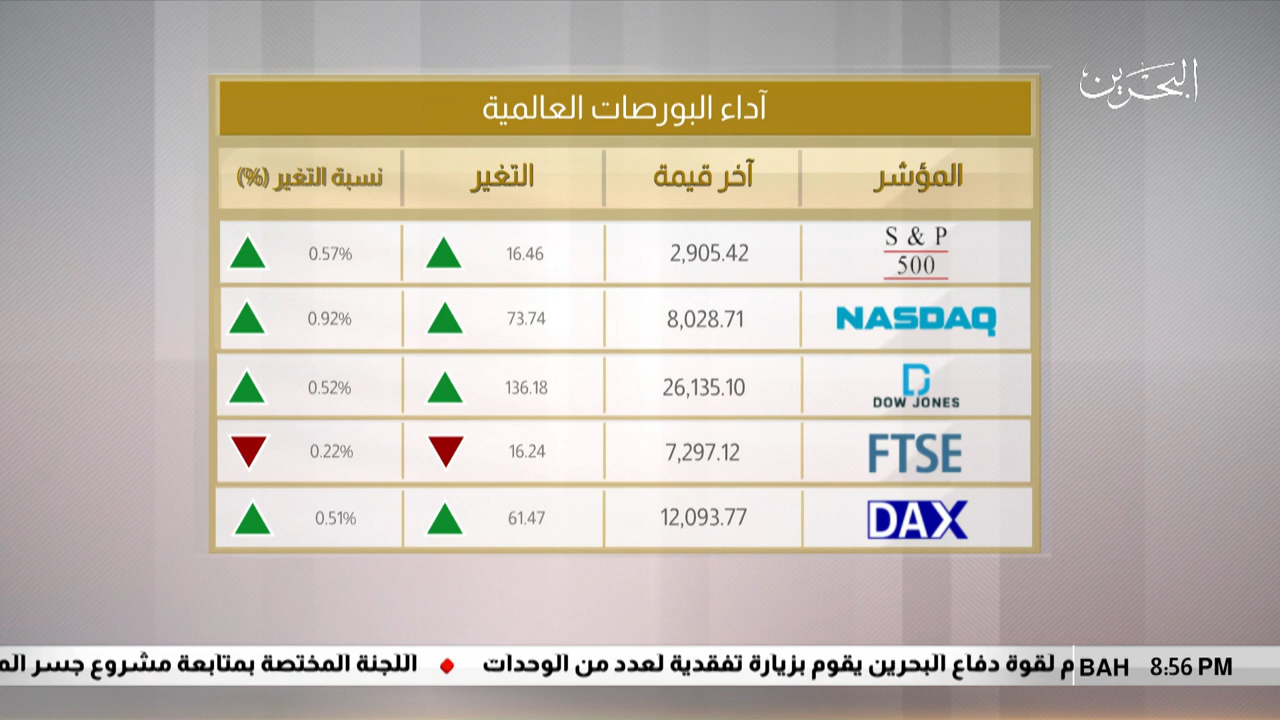 البحرين
آداء البورصات العالمية
المؤشر آخر قيمة التغير نسبة التغير (%)
S & P 500 2,905.42 16.46 0.57%
NASDAQ 8,028.71 73.74 0.92%
DOW JONES 26,135.10 136.18 0.52%
FTSE 7,297.12 16.24 0.22%
DAX 12,093.77 61.47 0.51%
م لقوة دفاع البحرين يقوم بزيارة تفقدية لعدد من الوحدات اللجنة المختصة بمتابعة مشروع جسر
BAH 8:56 PM